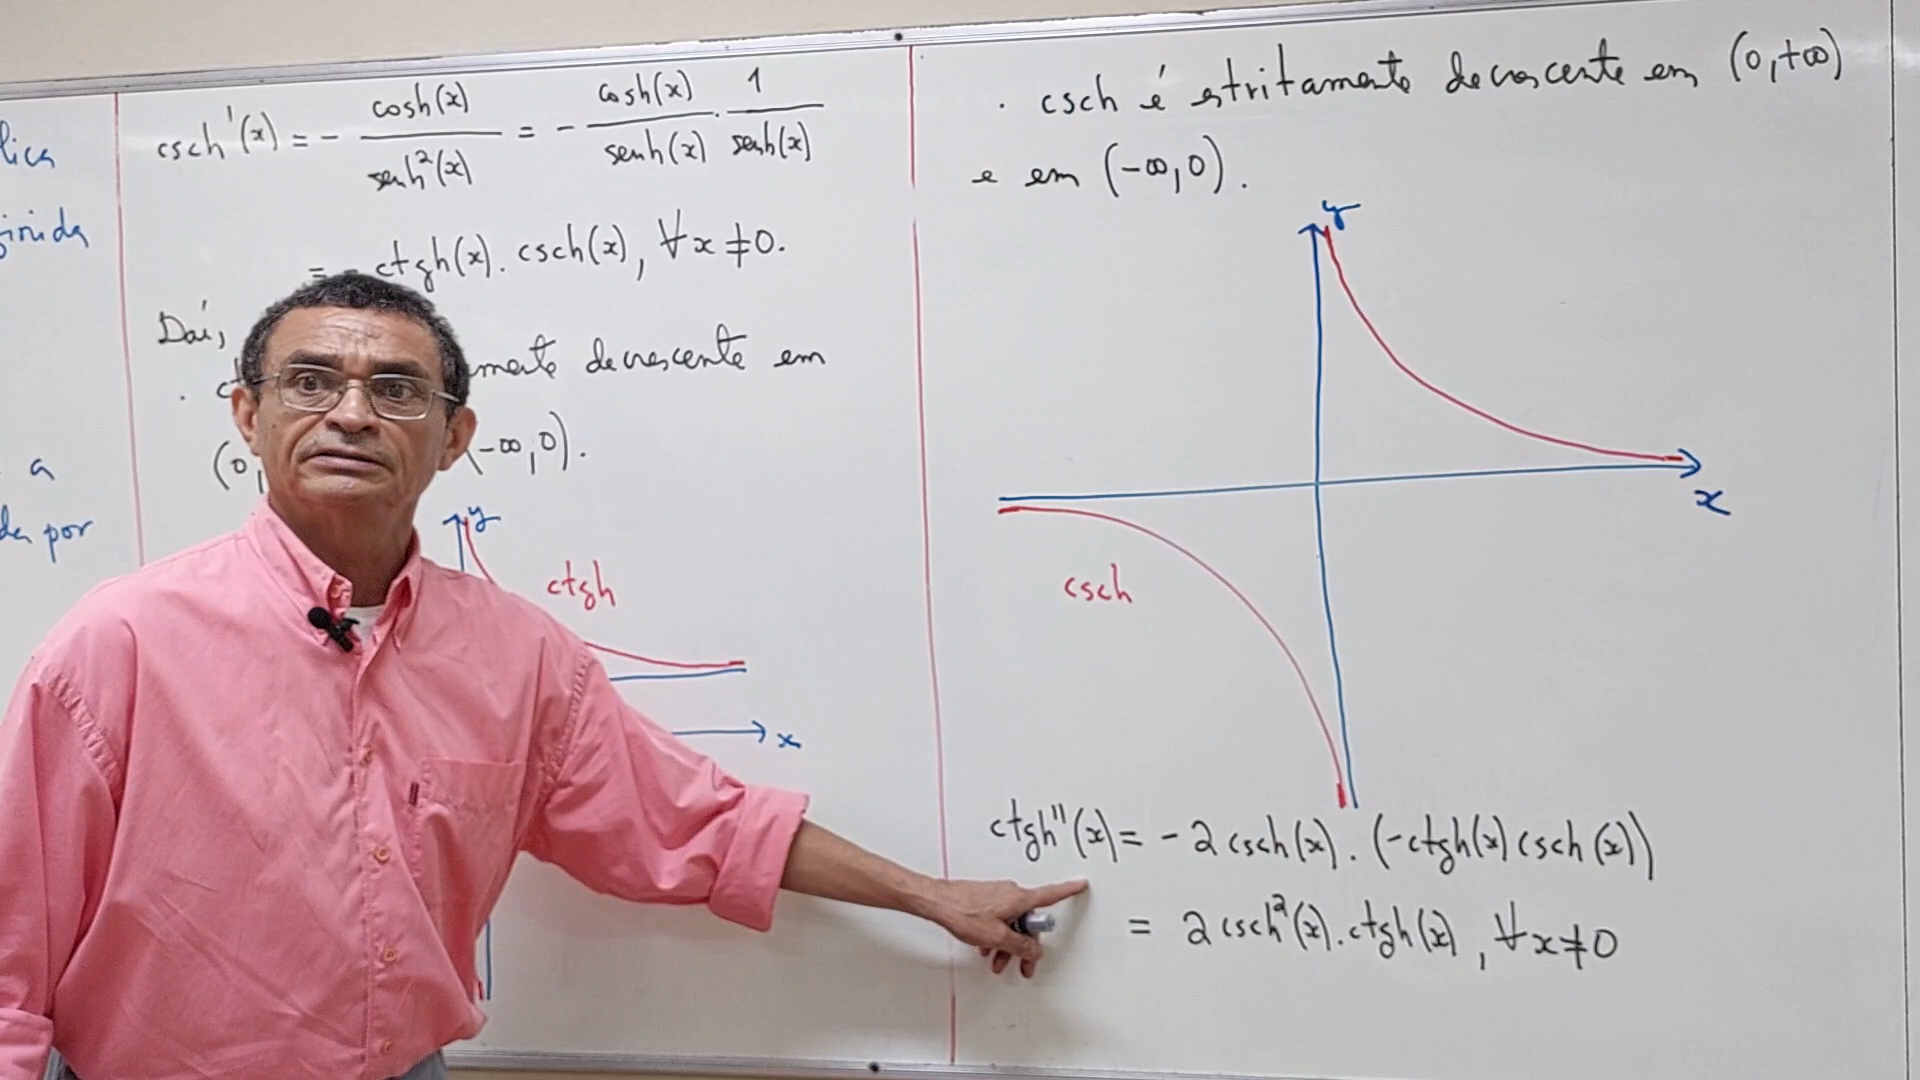 lica
a
da por
csch'(x) = - cosh(x)/senh²(x) = - cosh(x)/senh(x) . 1/senh(x)
= - ctgh(x) . csch(x), ∀x ≠ 0.
Daí,
decrescente em
(0, -∞, 0).
y
ctgh
x
. csch é estritamente decrescente em (0, +∞)
e em (-∞, 0).
y
x
csch
ctgh''(x) = - 2 csch(x) . (-ctgh(x) csch(x))
= 2 csch²(x) . ctgh(x), ∀x ≠ 0